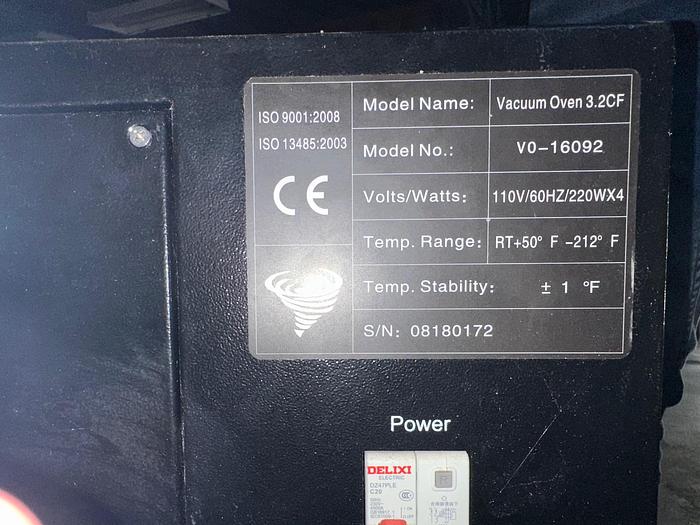 ISO 9001:2008
ISO 13485:2003
CE
Model Name: Vacuum Oven 3.2CF
Model No.: V0-16092
Volts/Watts: 110V/60HZ/220WX4
Temp. Range: RT+50° F -212° F
Temp. Stability: ± 1 °F
S/N: 08180172
Power
DELIXI
ELECTRIC
DZ47PLE
C20